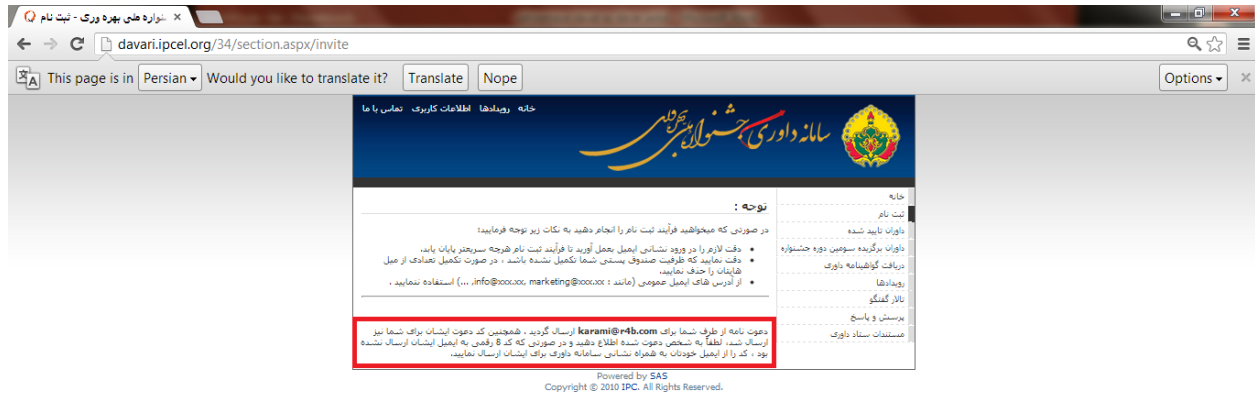 جشنواره ملی بهره وری - ثبت نام
davari.ipcel.org/34/section.aspx/invite
This page is in Persian Would you like to translate it? Translate Nope Options
خانه رویدادها اطلاعات کاربری تماس با ما
سامانه داوری جشنواره ملی بهره‌وری
خانه
ثبت نام
داوران تایید شده
داوران برگزیده سومین دوره جشنواره
دریافت گواهینامه داوری
رویدادها
تالار گفتگو
پرسش و پاسخ
مستندات ستاد داوری
توجه :
در صورتی که میخواهید فرآیند ثبت نام را انجام دهید به نکات زیر توجه فرمایید:
دقت لازم را در ورود نشانی ایمیل بعمل آورید تا فرآیند ثبت نام هرچه سریعتر پایان یابد.
دقت نمایید که ظرفیت صندوق پستی شما تکمیل نشده باشد ، در صورت تکمیل تعدادی از میل
هایتان را حذف نمایید.
از آدرس های ایمیل عمومی (مانند : info@xxx.xx, marketing@xxx.xx, ...) استفاده ننمایید .
دعوت نامه از طرف شما برای karami@r4b.com ارسال گردید ، همچنین کد دعوت ایشان برای شما نیز
ارسال شد، لطفاً به شخص دعوت شده اطلاع دهید و در صورتی که کد 8 رقمی به ایمیل ایشان ارسال نشده
بود ، کد را از ایمیل خودتان به همراه نشانی سامانه داوری برای ایشان ارسال نمایید.
Powered by SAS
Copyright © 2010 IPC. All Rights Reserved.